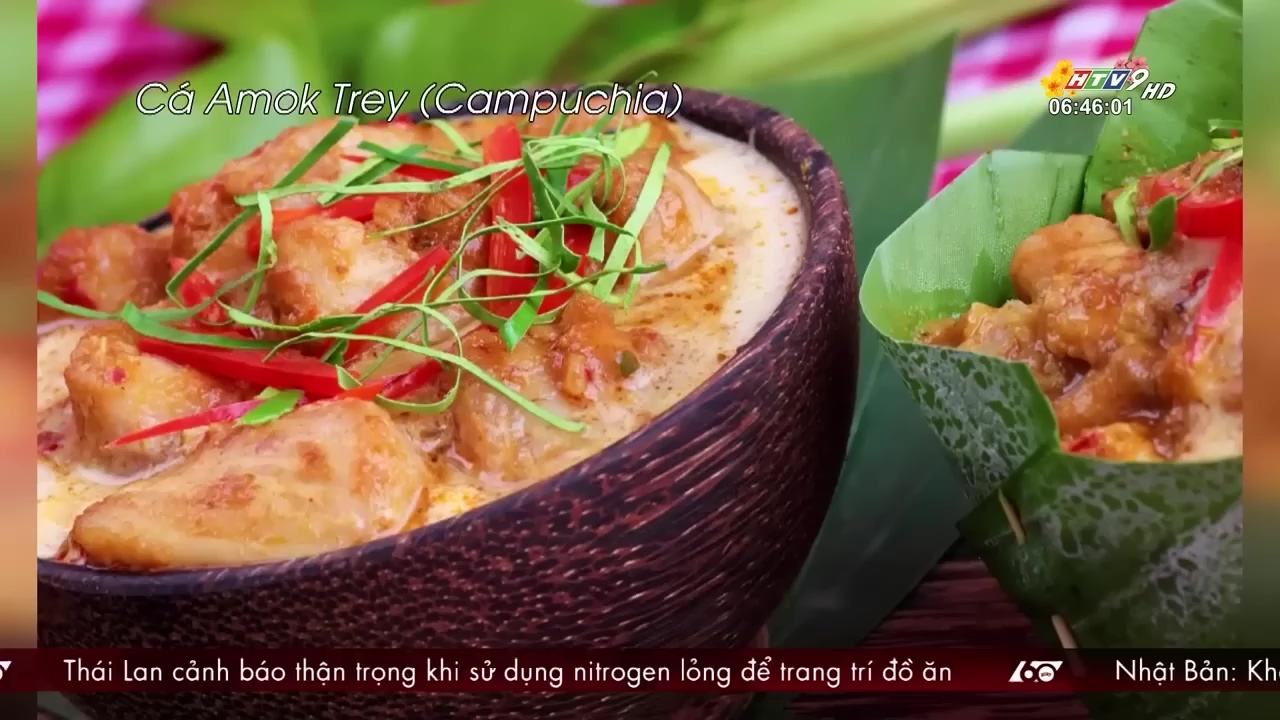 Cá Amok Trey (Campuchia)
HTV9 HD
06:46:01
Thái Lan cảnh báo thận trọng khi sử dụng nitrogen lỏng để trang trí đồ ăn
60
Nhật Bản: